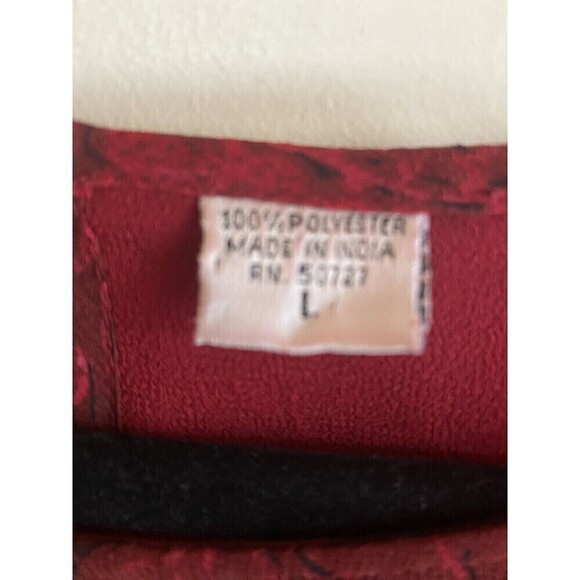 100% POLYESTER
MADE IN INDIA
RN. 50727
L